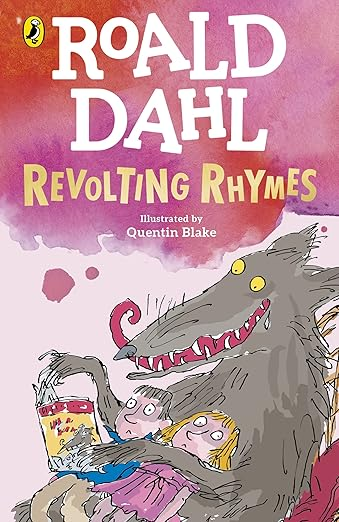 ROALD
DAHL
REVOLTING RHYMES
Illustrated by
Quentin Blake